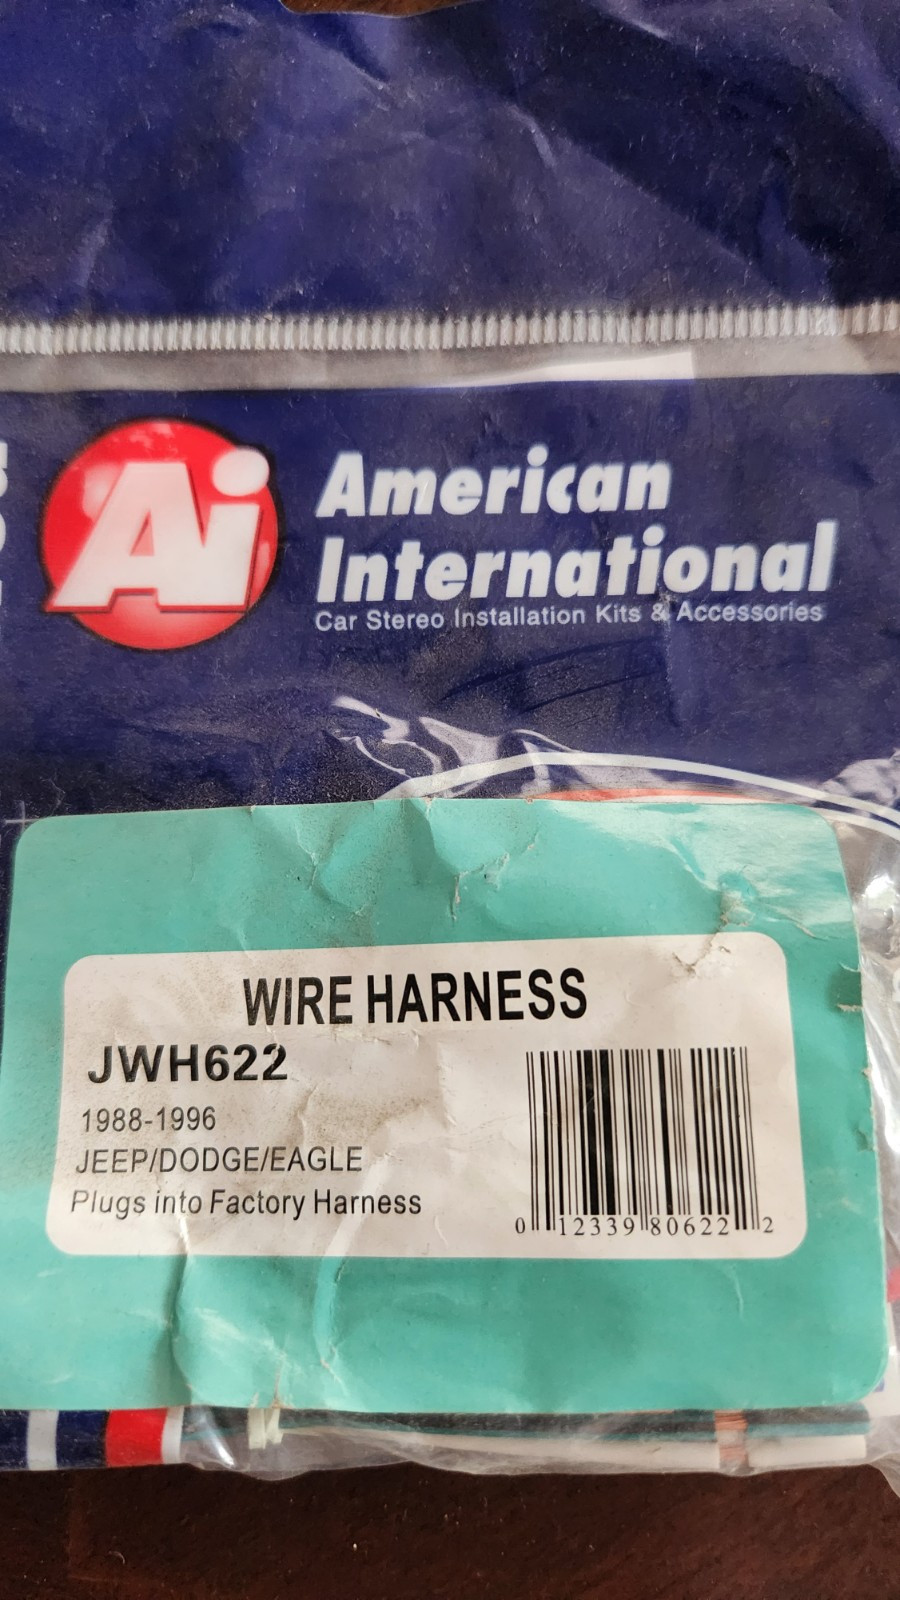 Ai
American
International
Car Stereo Installation Kits & Accessories
WIRE HARNESS
JWH622
1988-1996
JEEP/DODGE/EAGLE
Plugs into Factory Harness
0 12339 80622 2